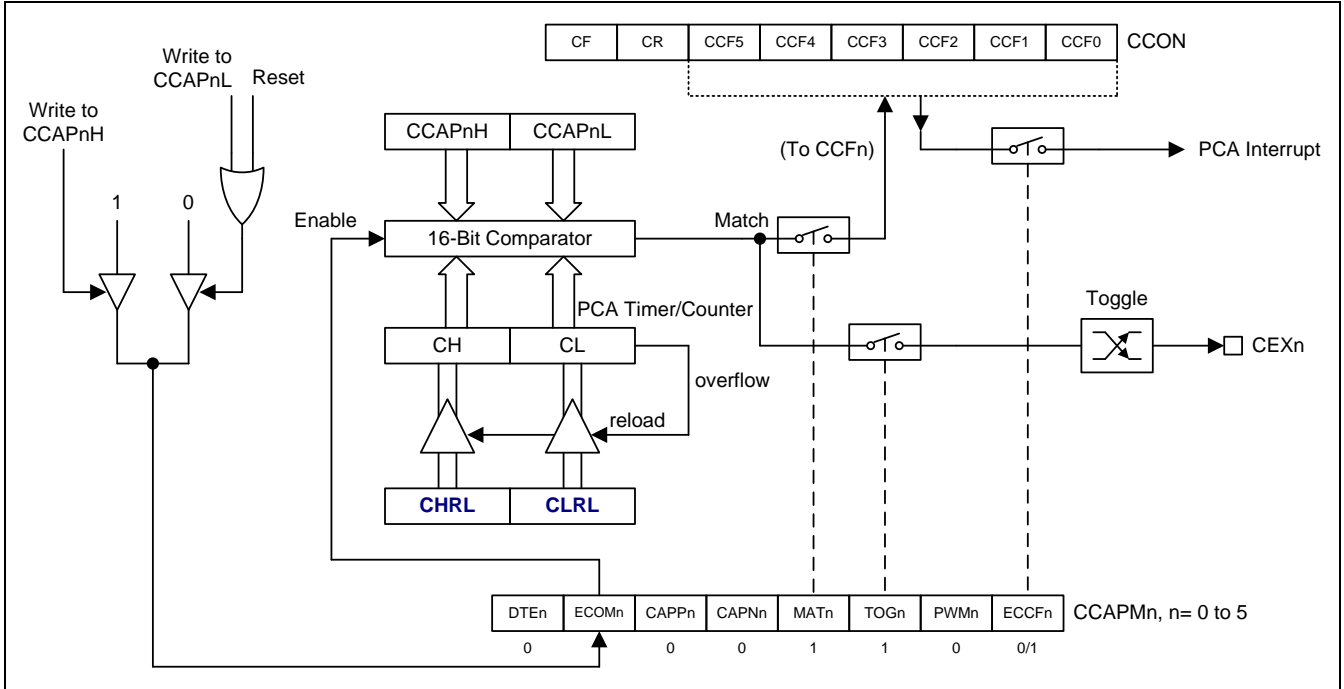 CF CR CCF5 CCF4 CCF3 CCF2 CCF1 CCF0 CCON
Write to
CCAPnL
Reset
Write to
CCAPnH
CCAPnH CCAPnL
(To CCFn)
PCA Interrupt
1 0
Enable
16-Bit Comparator
Match
PCA Timer/Counter
Toggle
CH CL
CEXn
overflow
reload
CHRL CLRL
DTEn ECOMn CAPPn CAPNn MATn TOGn PWMn ECCFn CCAPMn, n= 0 to 5
0 0 0 1 1 0 0/1